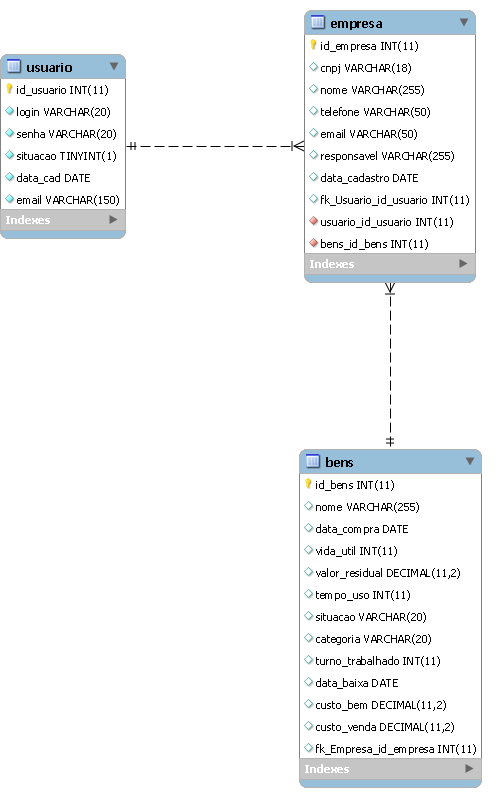 usuario
id_usuario INT(11)
login VARCHAR(20)
senha VARCHAR(20)
situacao TINYINT(1)
data_cad DATE
email VARCHAR(150)
Indexes
empresa
id_empresa INT(11)
cnpj VARCHAR(18)
nome VARCHAR(255)
telefone VARCHAR(50)
email VARCHAR(50)
responsavel VARCHAR(255)
data_cadastro DATE
fk_Usuario_id_usuario INT(11)
usuario_id_usuario INT(11)
bens_id_bens INT(11)
Indexes
bens
id_bens INT(11)
nome VARCHAR(255)
data_compra DATE
vida_util INT(11)
valor_residual DECIMAL(11,2)
tempo_uso INT(11)
situacao VARCHAR(20)
categoria VARCHAR(20)
turno_trabalhado INT(11)
data_baixa DATE
custo_bem DECIMAL(11,2)
custo_venda DECIMAL(11,2)
fk_Empresa_id_empresa INT(11)
Indexes